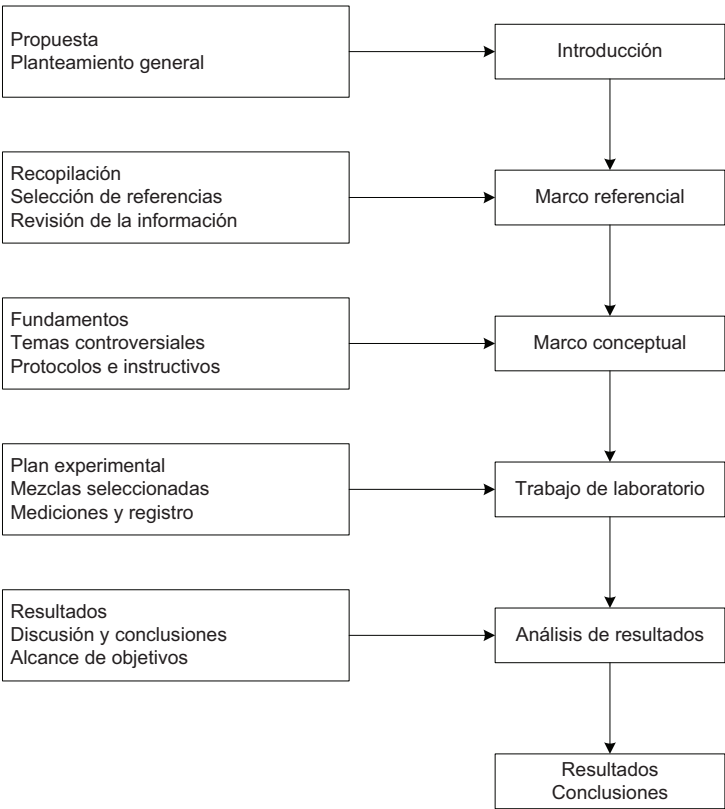 Propuesta
Planteamiento general
Introducción
Recopilación
Selección de referencias
Revisión de la información
Marco referencial
Fundamentos
Temas controversiales
Protocolos e instructivos
Marco conceptual
Plan experimental
Mezclas seleccionadas
Mediciones y registro
Trabajo de laboratorio
Resultados
Discusión y conclusiones
Alcance de objetivos
Análisis de resultados
Resultados
Conclusiones